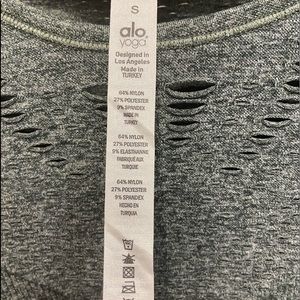 S
alo
yoga
Designed in
Los Angeles
Made in
TURKEY
64% NYLON
27% POLYESTER
9% SPANDEX
MADE IN
TURKEY
64% NYLON
27% POLYESTER
9% ELASTHANNE
FABRIQUÉ AUX
TURQUIE
64% NYLON
27% POLYESTER
9% SPANDEX
HECHO EN
TURQUIA